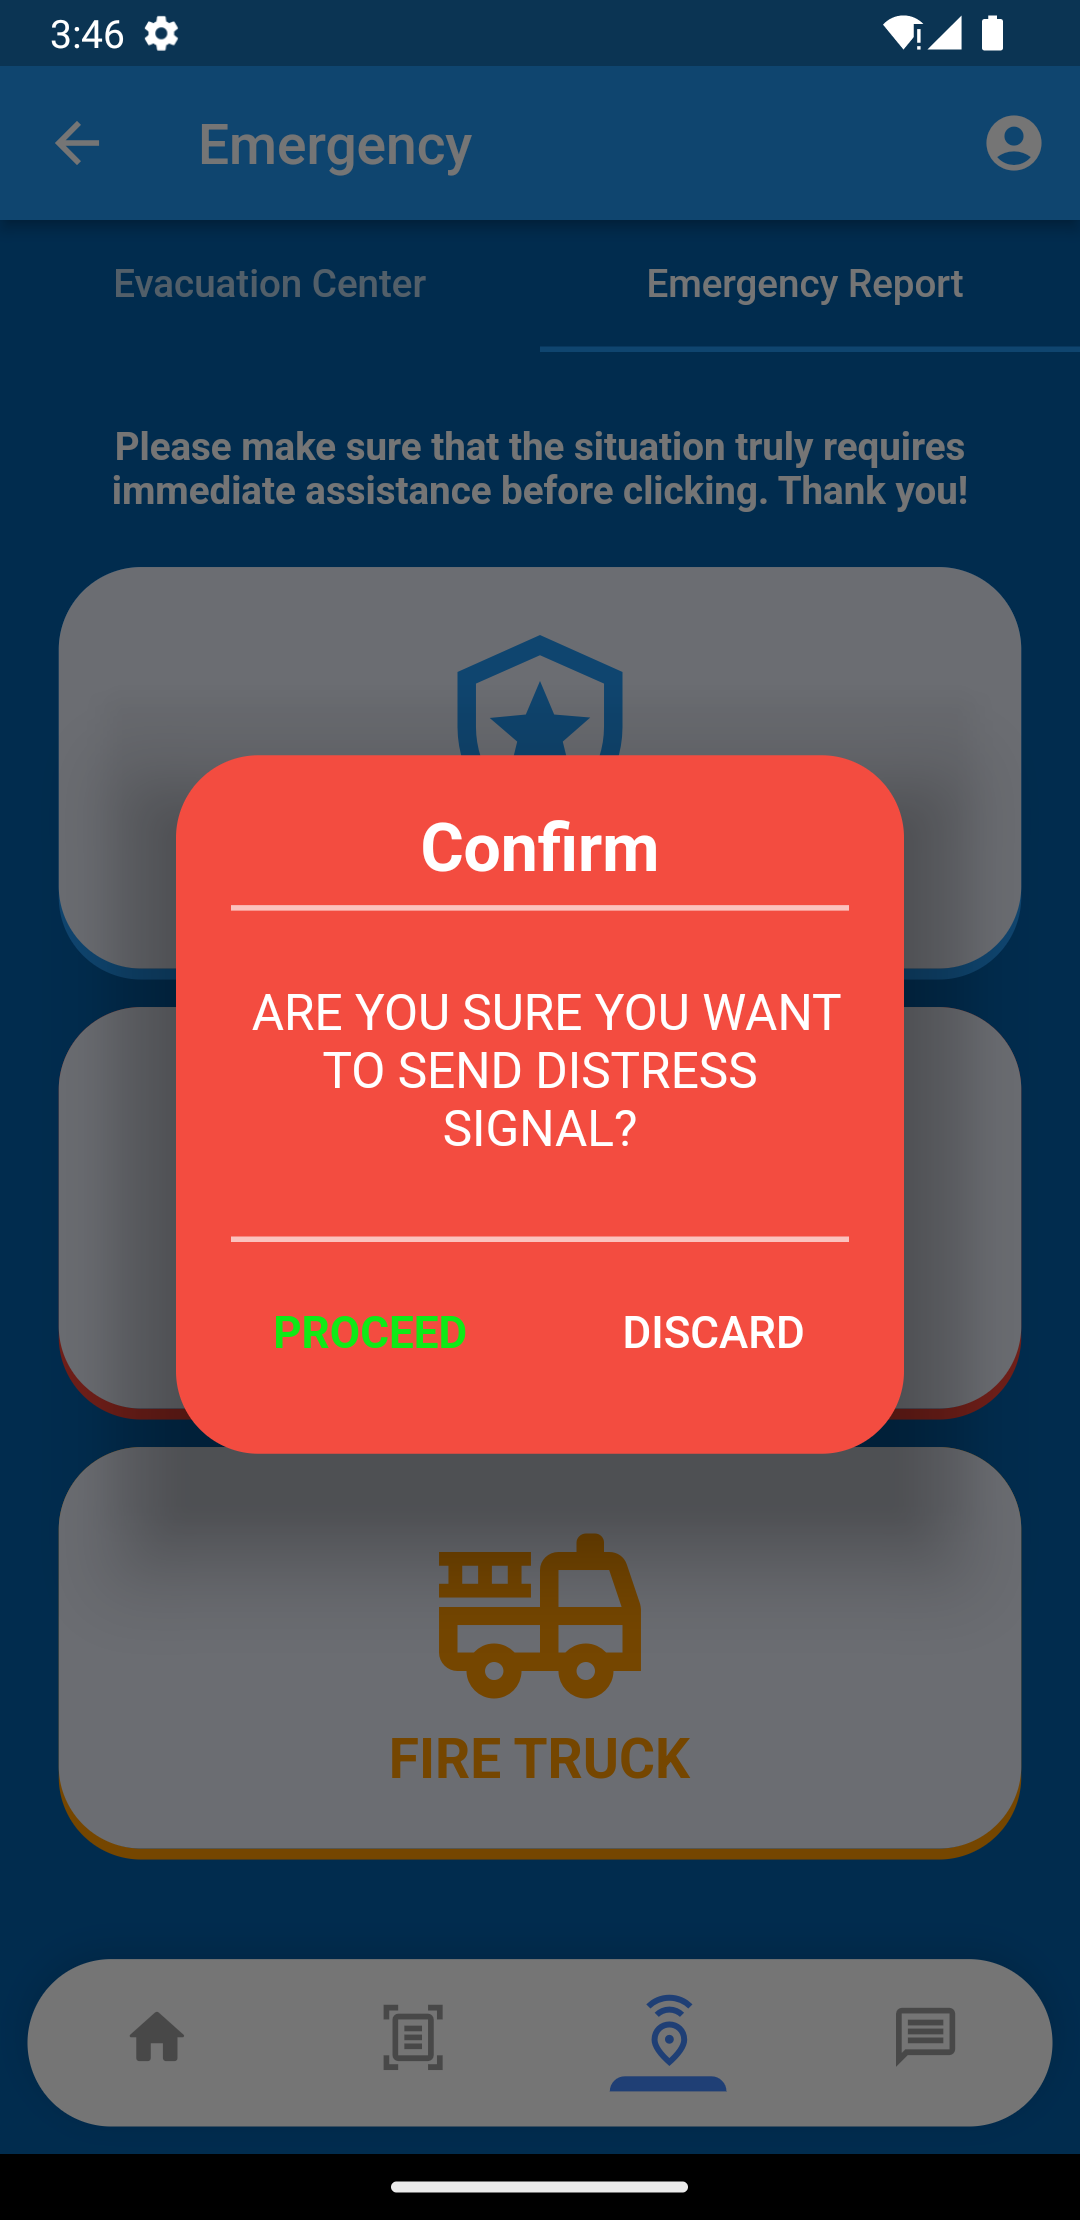 3:46
Emergency
Evacuation Center
Emergency Report
Please make sure that the situation truly requires
immediate assistance before clicking. Thank you!
Confirm
ARE YOU SURE YOU WANT
TO SEND DISTRESS
SIGNAL?
PROCEED
DISCARD
FIRE TRUCK